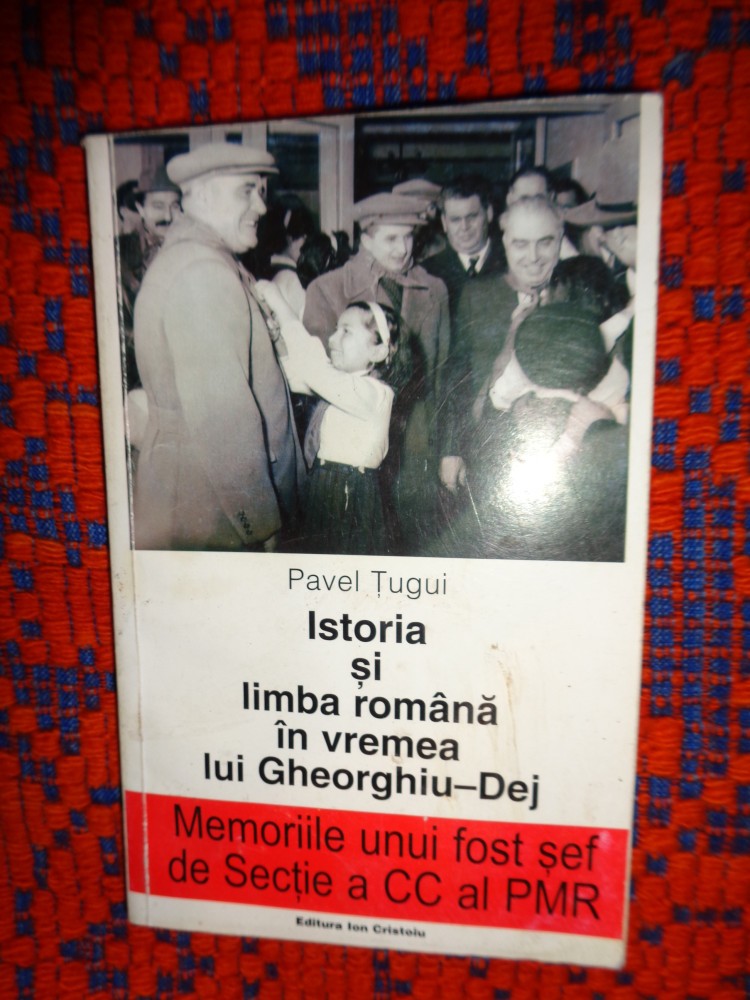 Pavel Țugui
Istoria
și
limba română
în vremea
lui Gheorghiu–Dej
Memoriile unui fost șef
de Secție a CC al PMR
Editura Ion Cristoiu